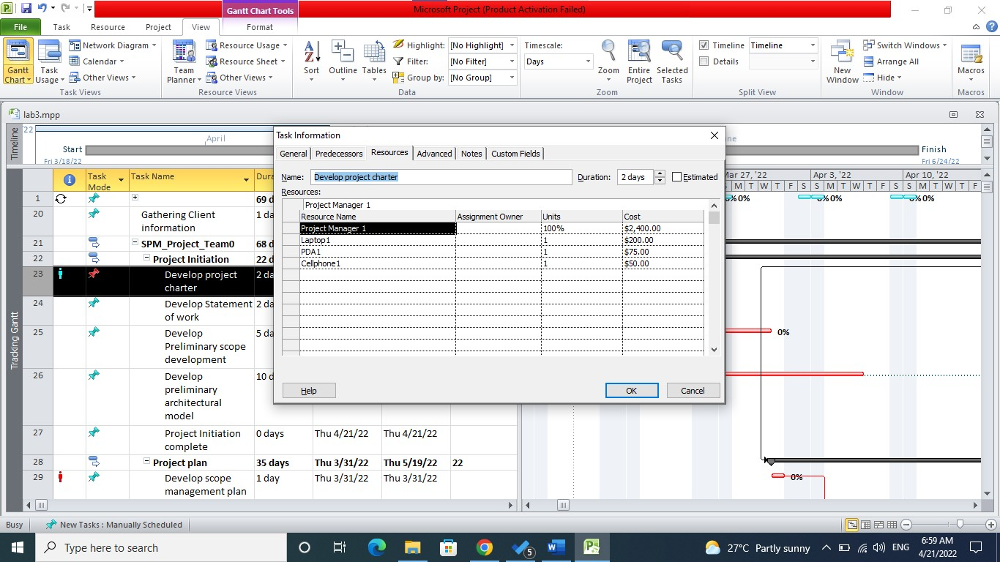 Gantt Chart Tools
Microsoft Project (Product Activation Failed)
File Task Resource Project View Format
Gantt Chart
Task Usage
Network Diagram
Calendar
Other Views
Task Views
Team Planner
Resource Usage
Resource Sheet
Other Views
Resource Views
Sort
Outline
Tables
Highlight: [No Highlight]
Filter: [No Filter]
Group by: [No Group]
Data
Timescale:
Days
Zoom
Entire Project
Selected Tasks
Zoom
Timeline Timeline
Details
Split View
New Window
Switch Windows
Arrange All
Hide
Window
Macros
Macros
lab3.mpp
Timeline
'22
April
Start
Fri 3/18/22
Finish
Fri 6/24/22
Task Information
General Predecessors Resources Advanced Notes Custom Fields
Name: Develop project charter Duration: 2 days Estimated
Resources:
Project Manager 1
Resource Name Assignment Owner Units Cost
Project Manager 1 100% $2,400.00
Laptop1 1 $200.00
PDA1 1 $75.00
Cellphone1 1 $50.00
Help OK Cancel
Tracking Gantt
Task Mode Task Name
1 69 d
20 Gathering Client information 1 da
21 SPM_Project_Team0 68 d
22 Project Initiation 22 d
23 Develop project charter 2 da
24 Develop Statement of work 2 da
25 Develop Preliminary scope development 5 da
26 Develop preliminary architectural model 10 d
27 Project Initiation complete 0 days Thu 4/21/22 Thu 4/21/22
28 Project plan 35 days Thu 3/31/22 Thu 5/19/22 22
29 Develop scope management plan 1 day Thu 3/31/22 Thu 3/31/22
Mar 27, '22 Apr 3, '22 Apr 10, '22
S M T W T F S S M T W T F S S M T W T F
0% 0% 0%
0%
0%
Busy New Tasks : Manually Scheduled
Type here to search
5
27°C Partly sunny
ENG
6:59 AM
4/21/2022